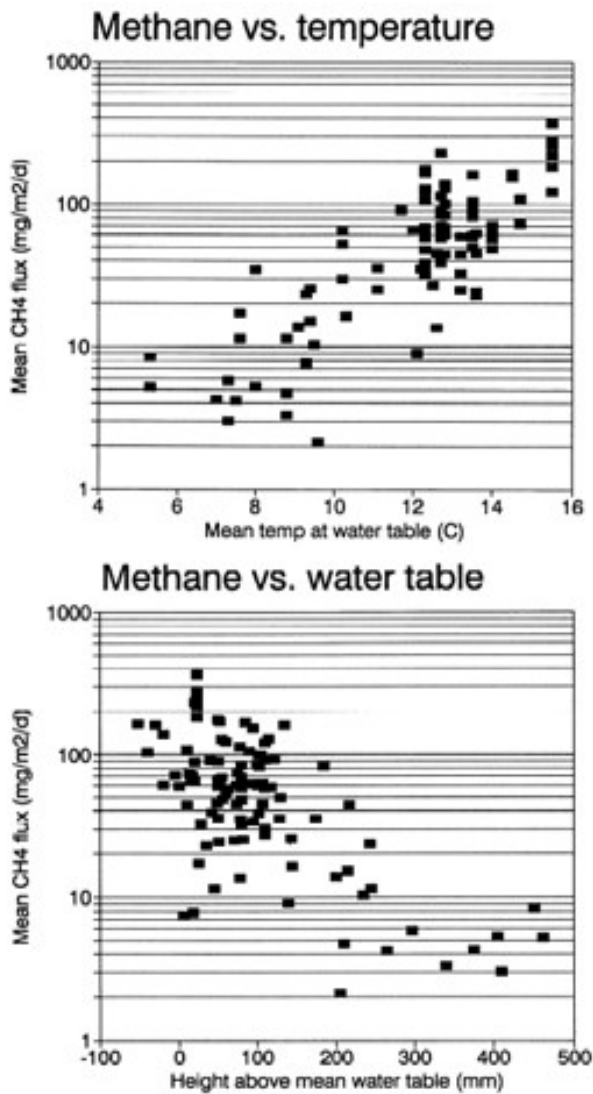 Methane vs. temperature
1000
100
10
1
Mean CH4 flux (mg/m2/d)
4 6 8 10 12 14 16
Mean temp at water table (C)
Methane vs. water table
1000
100
10
1
Mean CH4 flux (mg/m2/d)
-100 0 100 200 300 400 500
Height above mean water table (mm)